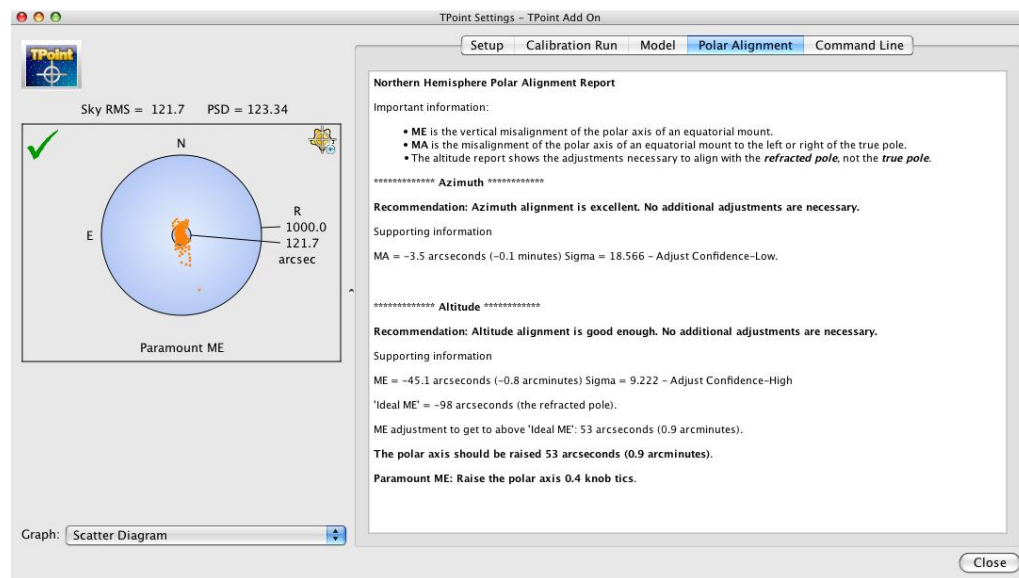 TPoint Settings – TPoint Add On
TPoint
Setup Calibration Run Model Polar Alignment Command Line
Sky RMS = 121.7 PSD = 123.34
N
E
R
1000.0
121.7
arcsec
Paramount ME
Graph: Scatter Diagram
Northern Hemisphere Polar Alignment Report
Important information:
• ME is the vertical misalignment of the polar axis of an equatorial mount.
• MA is the misalignment of the polar axis of an equatorial mount to the left or right of the true pole.
• The altitude report shows the adjustments necessary to align with the refracted pole, not the true pole.
************* Azimuth ************
Recommendation: Azimuth alignment is excellent. No additional adjustments are necessary.
Supporting information
MA = –3.5 arcseconds (–0.1 minutes) Sigma = 18.566 – Adjust Confidence–Low.
************* Altitude ************
Recommendation: Altitude alignment is good enough. No additional adjustments are necessary.
Supporting information
ME = –45.1 arcseconds (–0.8 arcminutes) Sigma = 9.222 – Adjust Confidence–High
'Ideal ME' = –98 arcseconds (the refracted pole).
ME adjustment to get to above 'Ideal ME': 53 arcseconds (0.9 arcminutes).
The polar axis should be raised 53 arcseconds (0.9 arcminutes).
Paramount ME: Raise the polar axis 0.4 knob tics.
Close